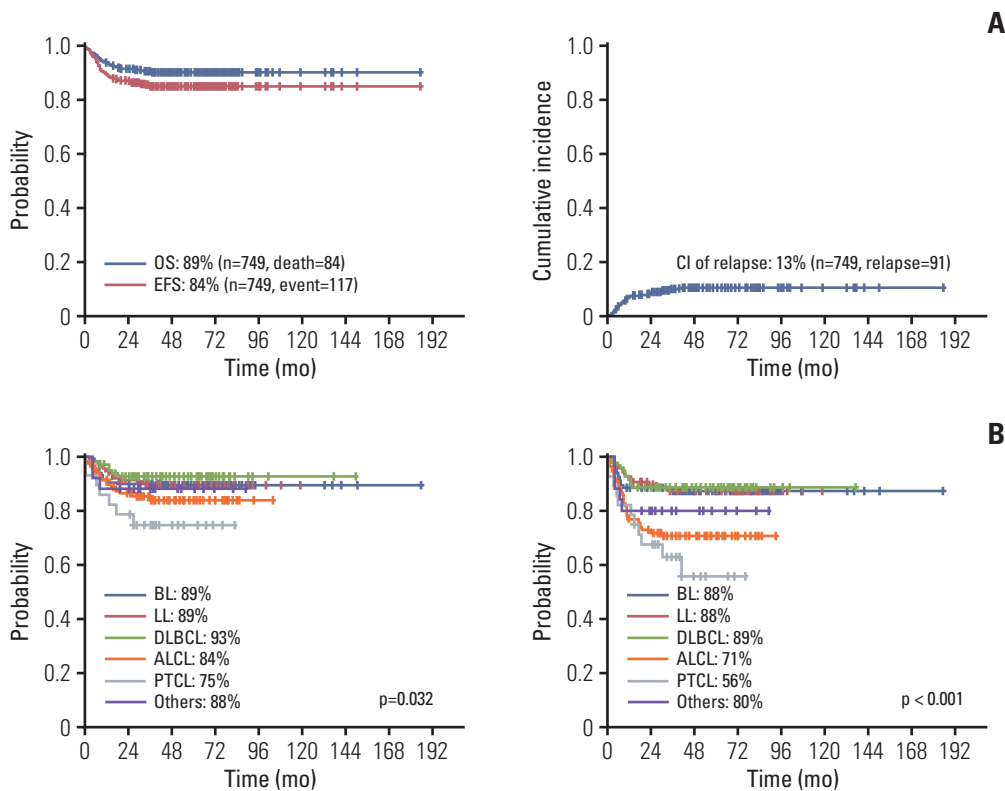 A
Probability
1.0
0.8
0.6
0.4
0.2
0
OS: 89% (n=749, death=84)
EFS: 84% (n=749, event=117)
0 24 48 72 96 120 144 168 192
Time (mo)
Cumulative incidence
1.0
0.8
0.6
0.4
0.2
0
CI of relapse: 13% (n=749, relapse=91)
0 24 48 72 96 120 144 168 192
Time (mo)
B
Probability
1.0
0.8
0.6
0.4
0.2
0
BL: 89%
LL: 89%
DLBCL: 93%
ALCL: 84%
PTCL: 75%
Others: 88%
p=0.032
0 24 48 72 96 120 144 168 192
Time (mo)
Probability
1.0
0.8
0.6
0.4
0.2
0
BL: 88%
LL: 88%
DLBCL: 89%
ALCL: 71%
PTCL: 56%
Others: 80%
p < 0.001
0 24 48 72 96 120 144 168 192
Time (mo)